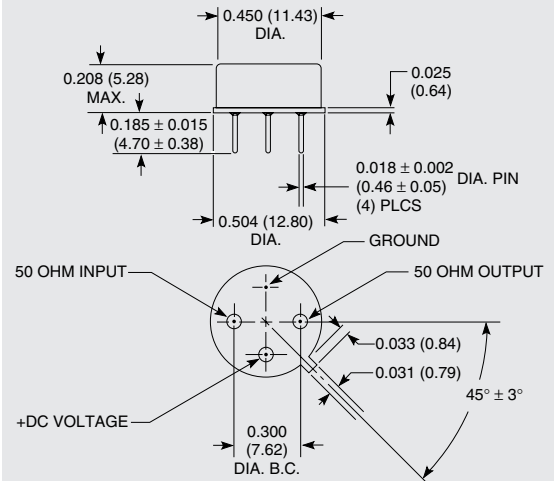 0.450 (11.43)
DIA.
0.208 (5.28)
MAX.
0.025
(0.64)
0.185 ± 0.015
(4.70 ± 0.38)
0.018 ± 0.002
(0.46 ± 0.05)
(4) PLCS
DIA. PIN
0.504 (12.80)
DIA.
GROUND
50 OHM INPUT
50 OHM OUTPUT
0.033 (0.84)
0.031 (0.79)
45° ± 3°
+DC VOLTAGE
0.300
(7.62)
DIA. B.C.